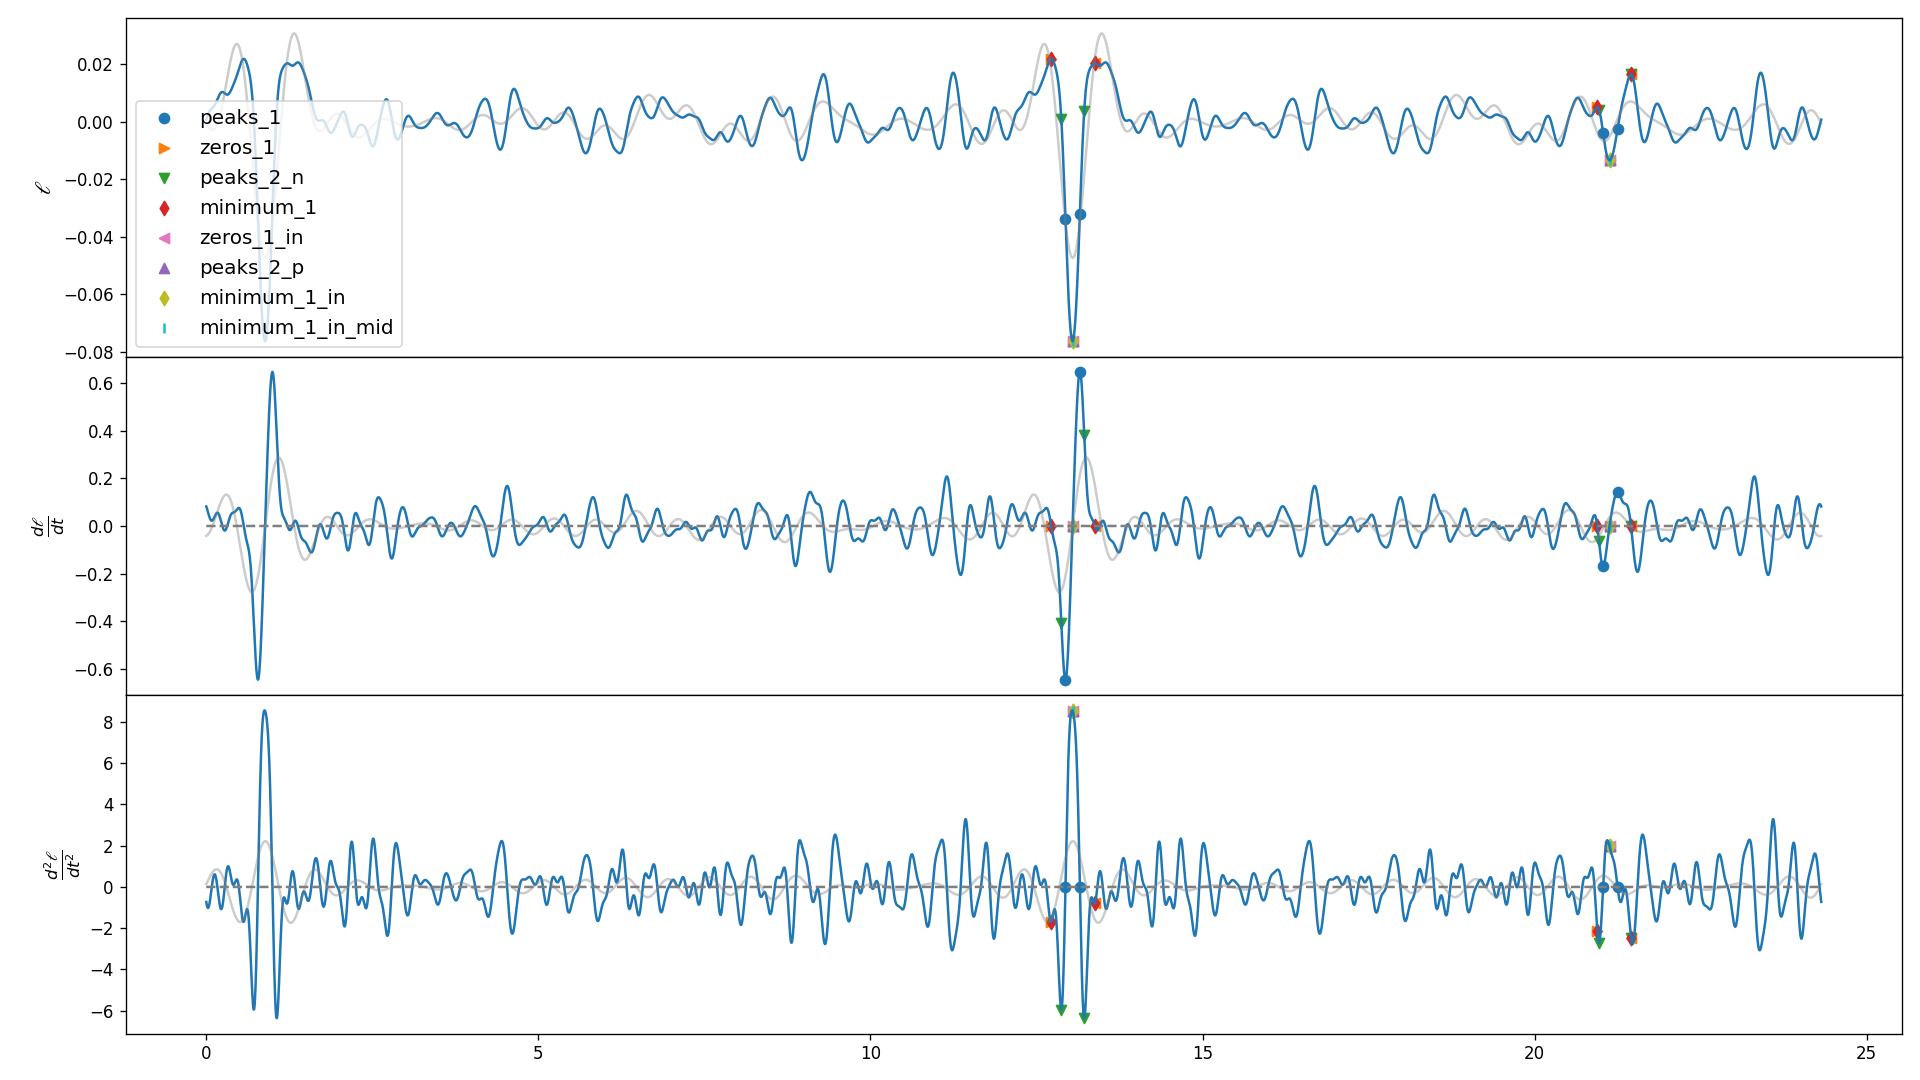 0.02
0.00
−0.02
−0.04
−0.06
−0.08
ℓ
peaks_1
zeros_1
peaks_2_n
minimum_1
zeros_1_in
peaks_2_p
minimum_1_in
minimum_1_in_mid
0.6
0.4
0.2
0.0
−0.2
−0.4
−0.6
dℓ
dt
8
6
4
2
0
−2
−4
−6
d²ℓ
dt²
0 5 10 15 20 25